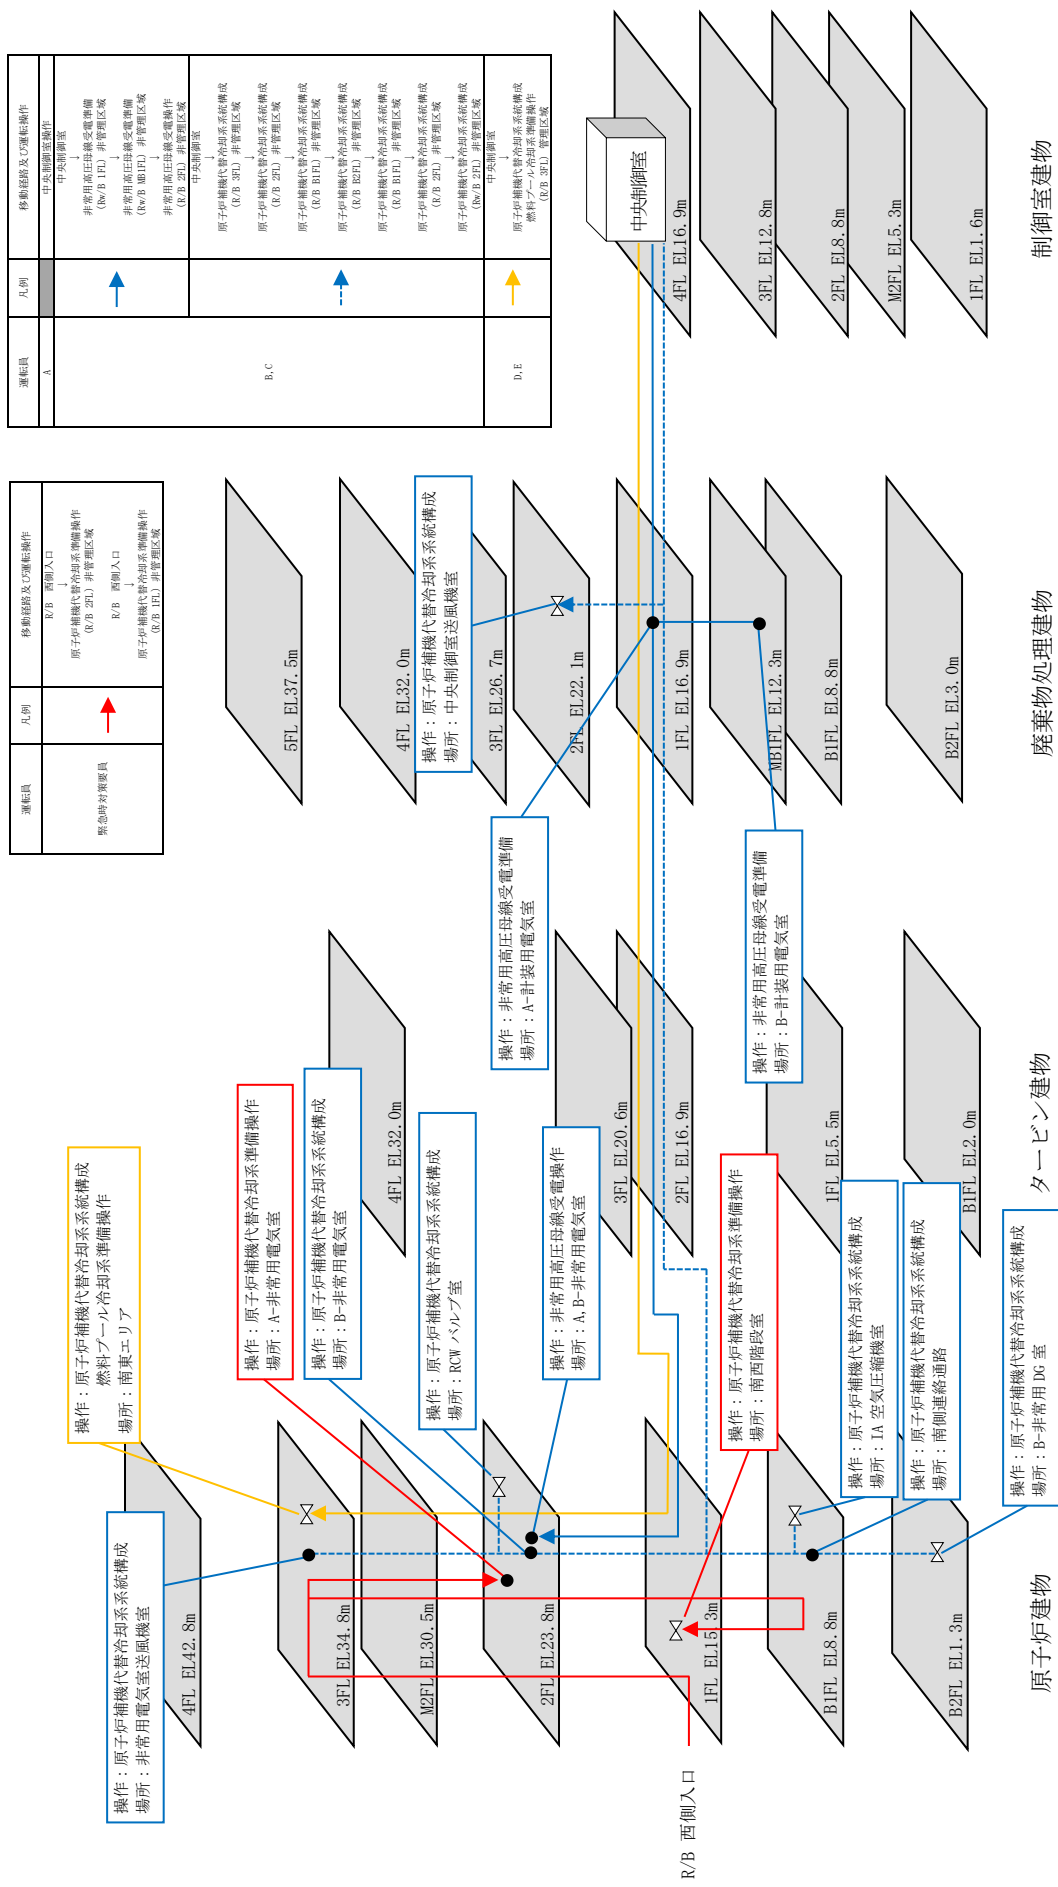 運転員
凡例
移動経路及び運転操作
緊急時対策要員
R/B 西側入口
↓
原子炉補機代替冷却系準備操作
(R/B 2FL) 非管理区域
R/B 西側入口
↓
原子炉補機代替冷却系準備操作
(R/B 1FL) 非管理区域
運転員
凡例
移動経路及び運転操作
A
中央制御室操作
B,C
中央制御室
↓
非常用高圧母線受電準備
(Rw/B 1FL) 非管理区域
↓
非常用高圧母線受電準備
(Rw/B MB1FL) 非管理区域
↓
非常用高圧母線受電操作
(R/B 2FL) 非管理区域
中央制御室
↓
原子炉補機代替冷却系系統構成
(R/B 3FL) 非管理区域
↓
原子炉補機代替冷却系系統構成
(R/B 2FL) 非管理区域
↓
原子炉補機代替冷却系系統構成
(R/B B1FL) 非管理区域
↓
原子炉補機代替冷却系系統構成
(R/B B2FL) 非管理区域
↓
原子炉補機代替冷却系系統構成
(R/B B1FL) 非管理区域
↓
原子炉補機代替冷却系系統構成
(R/B 2FL) 非管理区域
↓
原子炉補機代替冷却系系統構成
(Rw/B 2FL) 非管理区域
D,E
中央制御室
↓
原子炉補機代替冷却系系統構成
燃料プール冷却系準備操作
(R/B 3FL) 管理区域
操作：原子炉補機代替冷却系系統構成
場所：非常用電気室送風機室
操作：原子炉補機代替冷却系系統構成
燃料プール冷却系準備操作
場所：南東エリア
操作：原子炉補機代替冷却系準備操作
場所：A-非常用電気室
操作：原子炉補機代替冷却系系統構成
場所：B-非常用電気室
操作：原子炉補機代替冷却系系統構成
場所：RCW バルブ室
操作：非常用高圧母線受電操作
場所：A,B-非常用電気室
操作：原子炉補機代替冷却系準備操作
場所：南西階段室
操作：原子炉補機代替冷却系系統構成
場所：IA 空気圧縮機室
操作：原子炉補機代替冷却系系統構成
場所：南側連絡通路
操作：原子炉補機代替冷却系系統構成
場所：B-非常用 DG 室
操作：非常用高圧母線受電準備
場所：A-計装用電気室
操作：非常用高圧母線受電準備
場所：B-計装用電気室
操作：原子炉補機代替冷却系系統構成
場所：中央制御室送風機室
4FL EL42.8m
3FL EL34.8m
M2FL EL30.5m
2FL EL23.8m
1FL EL15.3m
B1FL EL8.8m
B2FL EL1.3m
R/B 西側入口
原子炉建物
4FL EL32.0m
3FL EL20.6m
2FL EL16.9m
1FL EL5.5m
B1FL EL2.0m
タービン建物
5FL EL37.5m
4FL EL32.0m
3FL EL26.7m
2FL EL22.1m
1FL EL16.9m
MB1FL EL12.3m
B1FL EL8.8m
B2FL EL3.0m
廃棄物処理建物
中央制御室
4FL EL16.9m
3FL EL12.8m
2FL EL8.8m
M2FL EL5.3m
1FL EL1.6m
制御室建物